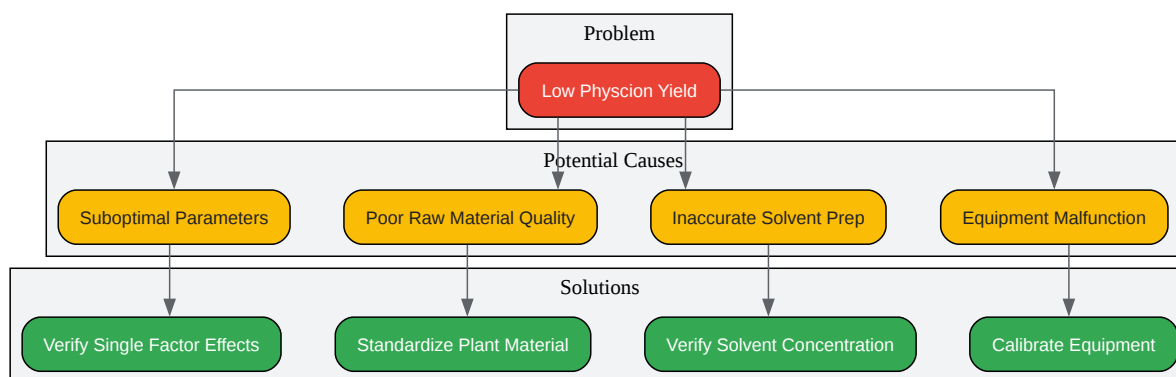 Problem
Low Physcion Yield
Potential Causes
Suboptimal Parameters
Poor Raw Material Quality
Inaccurate Solvent Prep
Equipment Malfunction
Solutions
Verify Single Factor Effects
Standardize Plant Material
Verify Solvent Concentration
Calibrate Equipment